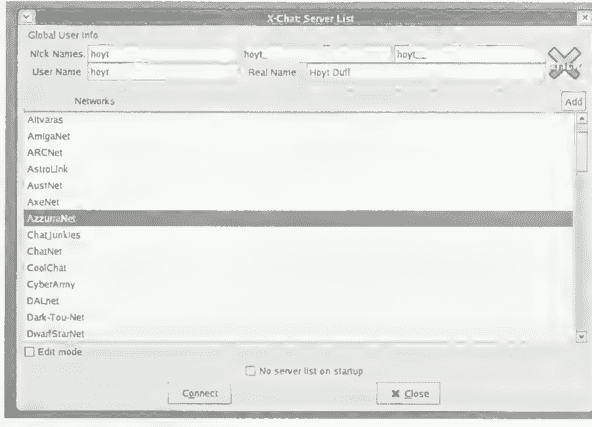 X-Chat: Server List
Global User Info
Nick Names: hoyt hoyt_ hoyt__
User Name hoyt Real Name Hoyt Duff
Networks Add
Aitvaras
AmigaNet
ARCNet
AstroLink
AustNet
AxeNet
AzzurraNet
ChatJunkies
ChatNet
CoolChat
CyberArmy
DALnet
Dark-Tou-Net
DwarfStarNet
Edit mode
No server list on startup
Connect Close